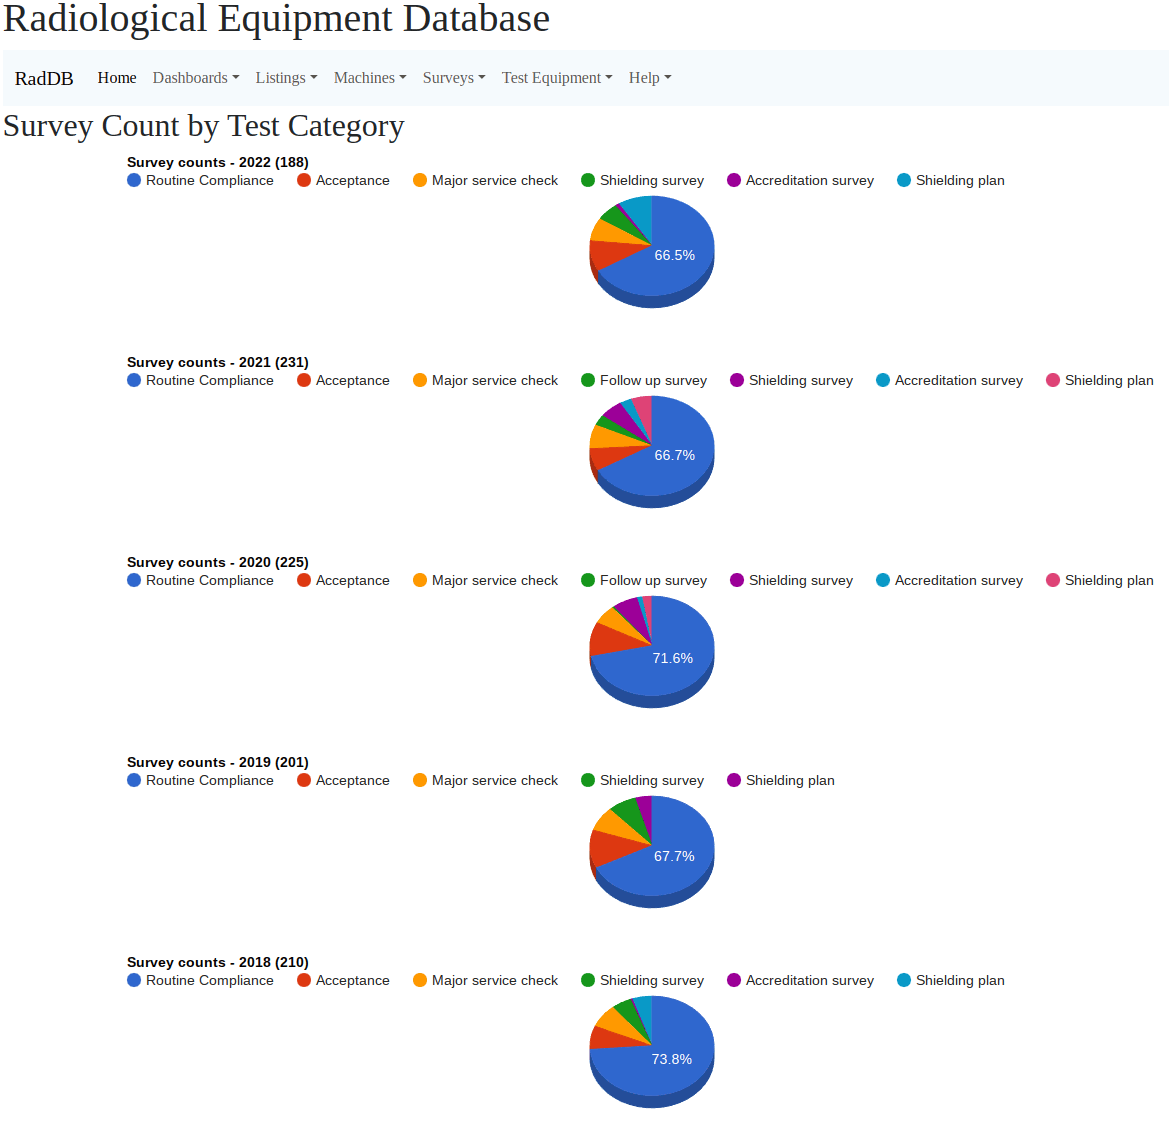 Radiological Equipment Database
RadDB Home Dashboards Listings Machines Surveys Test Equipment Help
Survey Count by Test Category
Survey counts - 2022 (188)
Routine Compliance Acceptance Major service check Shielding survey Accreditation survey Shielding plan
66.5%
Survey counts - 2021 (231)
Routine Compliance Acceptance Major service check Follow up survey Shielding survey Accreditation survey Shielding plan
66.7%
Survey counts - 2020 (225)
Routine Compliance Acceptance Major service check Follow up survey Shielding survey Accreditation survey Shielding plan
71.6%
Survey counts - 2019 (201)
Routine Compliance Acceptance Major service check Shielding survey Shielding plan
67.7%
Survey counts - 2018 (210)
Routine Compliance Acceptance Major service check Shielding survey Accreditation survey Shielding plan
73.8%